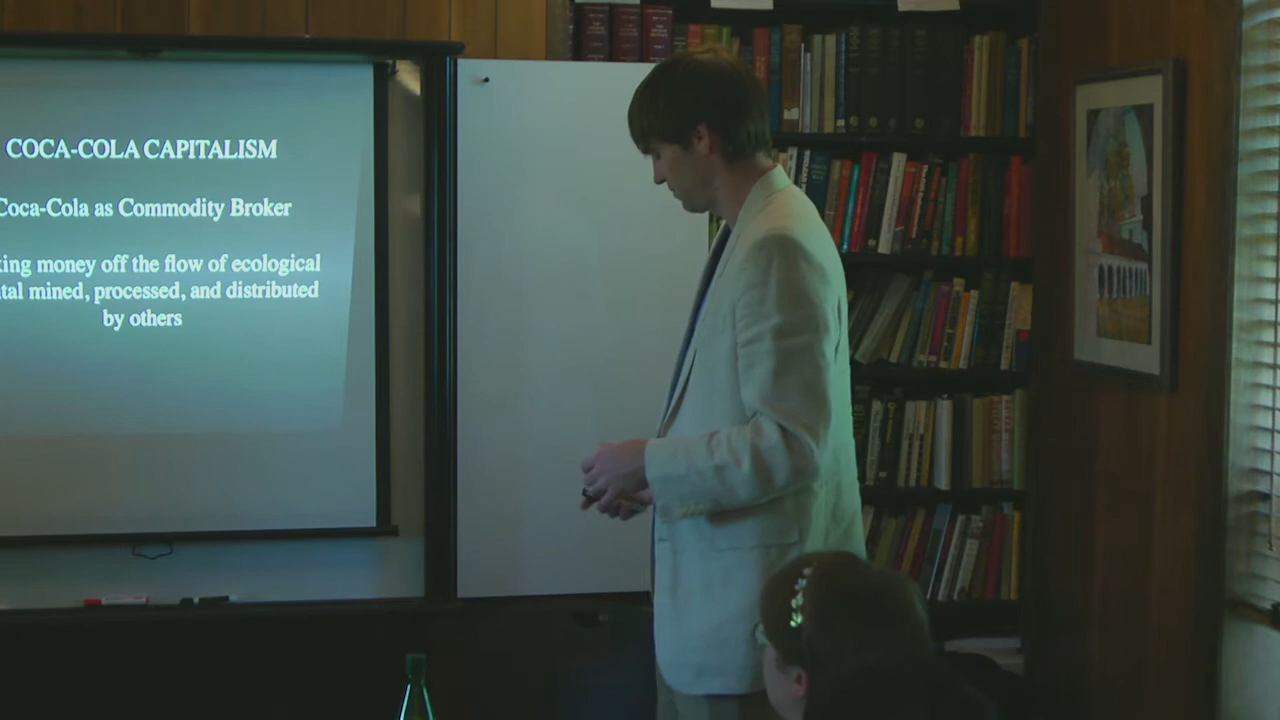 COCA-COLA CAPITALISM
Coca-Cola as Commodity Broker
king money off the flow of ecological
tal mined, processed, and distributed
by others